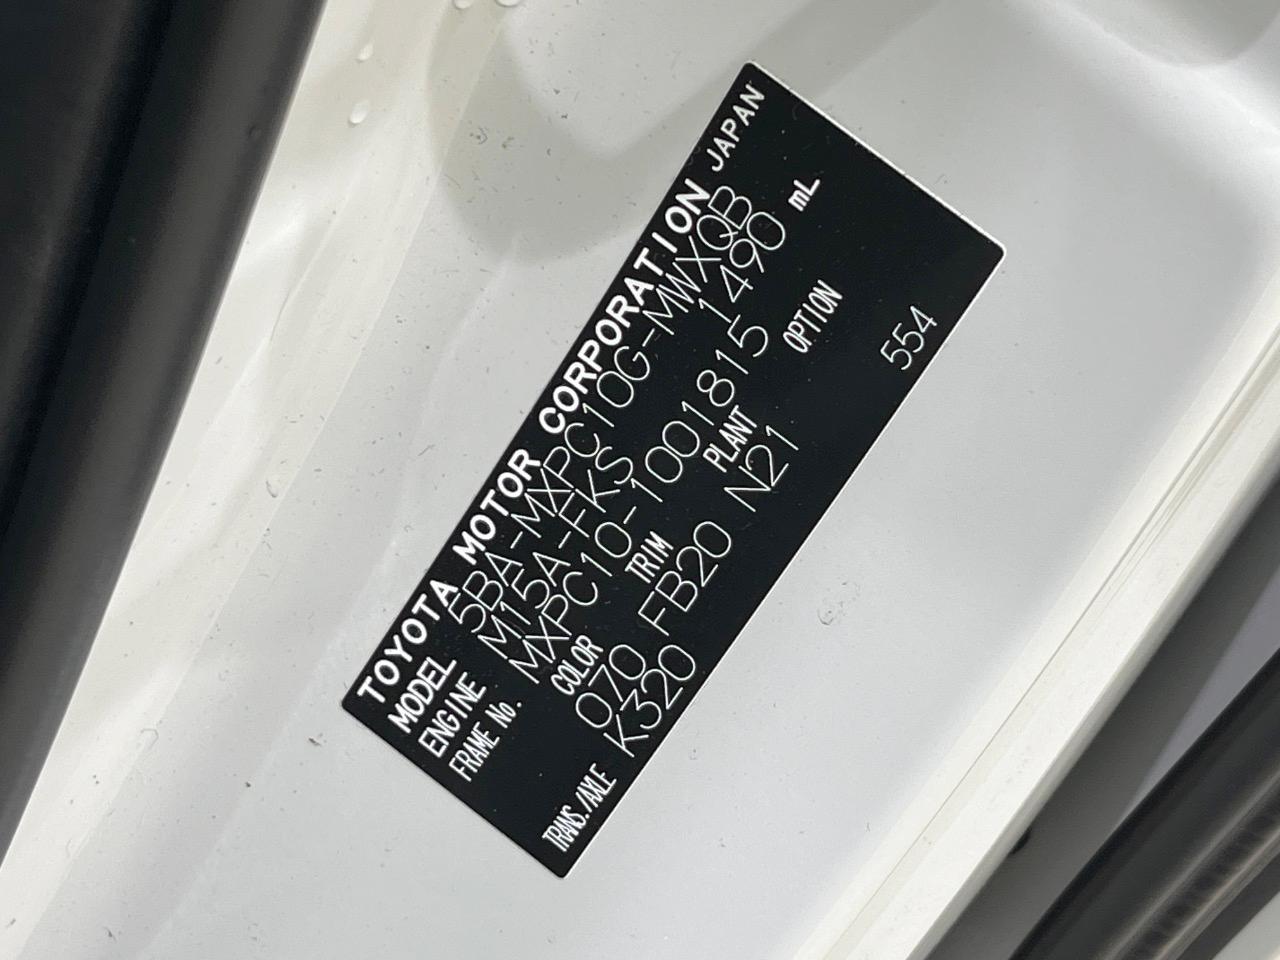 TOYOTA MOTOR CORPORATION JAPAN
MODEL 5BA-MXPC10G-MWXQB
ENGINE M15A-FKS 1490 mL
FRAME No. MXPC10-1001815
COLOR TRIM PLANT OPTION
070 FB20 N21
TRANS./AXLE K320 554